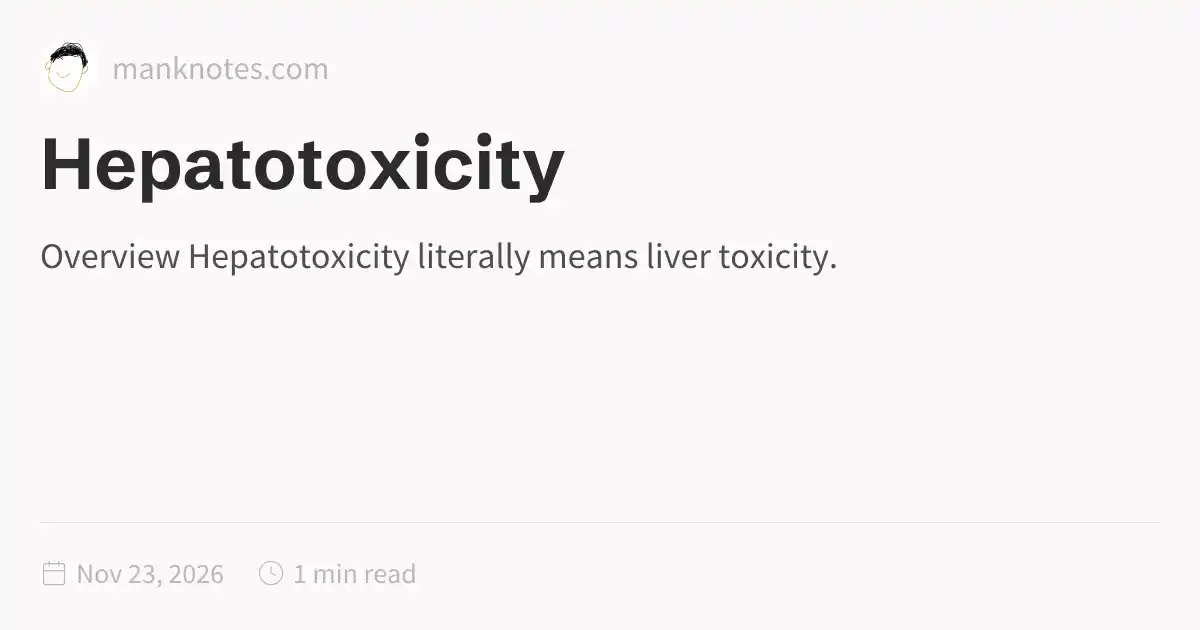 manknotes.com
Hepatotoxicity
Overview Hepatotoxicity literally means liver toxicity.
Nov 23, 2026 1 min read